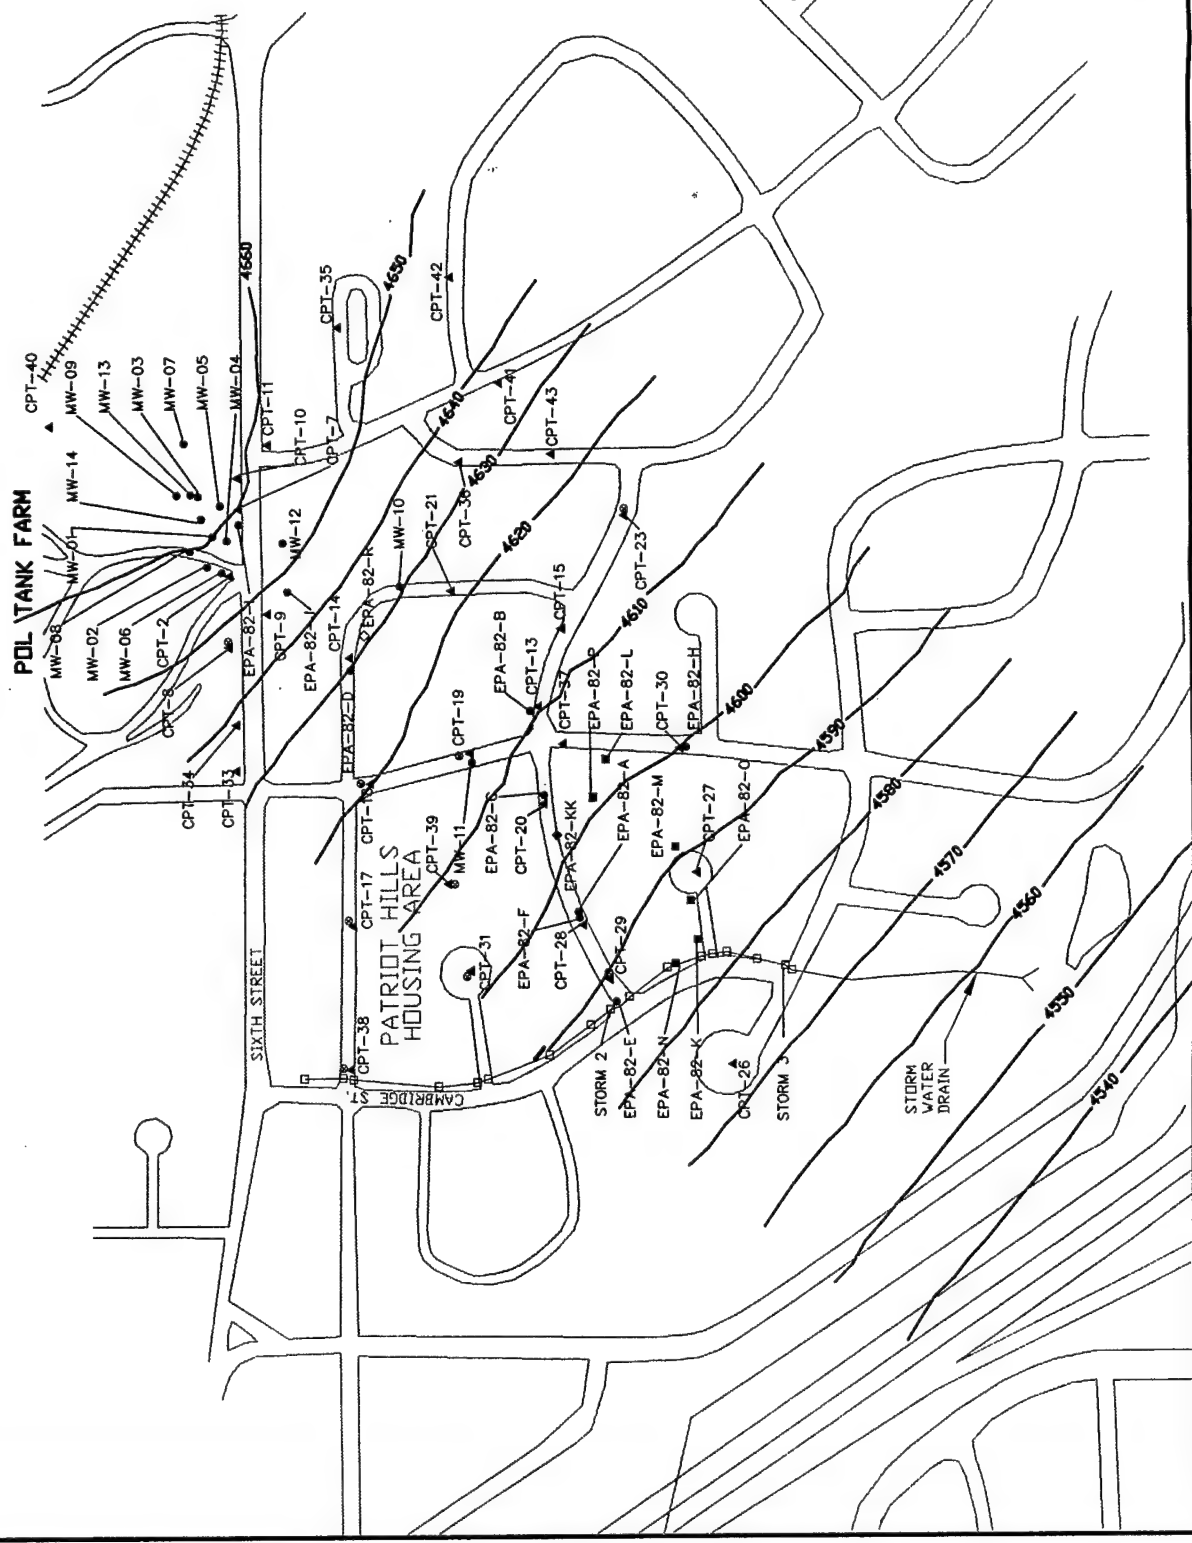 POL TANK FARM
CPT-40
MW-09
MW-13
MW-03
MW-07
MW-05
MW-04
MW-14
MW-01
MW-08
MW-02
MW-06
CPT-2
CPT-8
CPT-34
CPT-33
4660
CPT-11
CPT-10
CPT-7
CPT-35
4650
CPT-42
MW-12
CPT-9
EPA-82-I
CPT-14
EPA-82-R
MW-10
CPT-21
CPT-36
4640
4630
CPT-41
CPT-43
4620
EPA-82-D
CPT-19
EPA-82-B
CPT-13
CPT-15
CPT-23
4610
CPT-37
EPA-82-P
EPA-82-L
CPT-30
EPA-82-H
4600
CPT-17
CPT-39
MW-11
CPT-20
EPA-82-KK
EPA-82-A
EPA-82-M
CPT-27
EPA-82-O
4590
4580
SIXTH STREET
PATRIOT HILLS
HOUSING AREA
CPT-38
CPT-31
EPA-82-F
CPT-28
CPT-29
CAMBRIDGE ST.
STORM 2
EPA-82-E
EPA-82-N
EPA-82-K
CPT-26
STORM 3
4570
4560
4550
4540
STORM
WATER
DRAIN